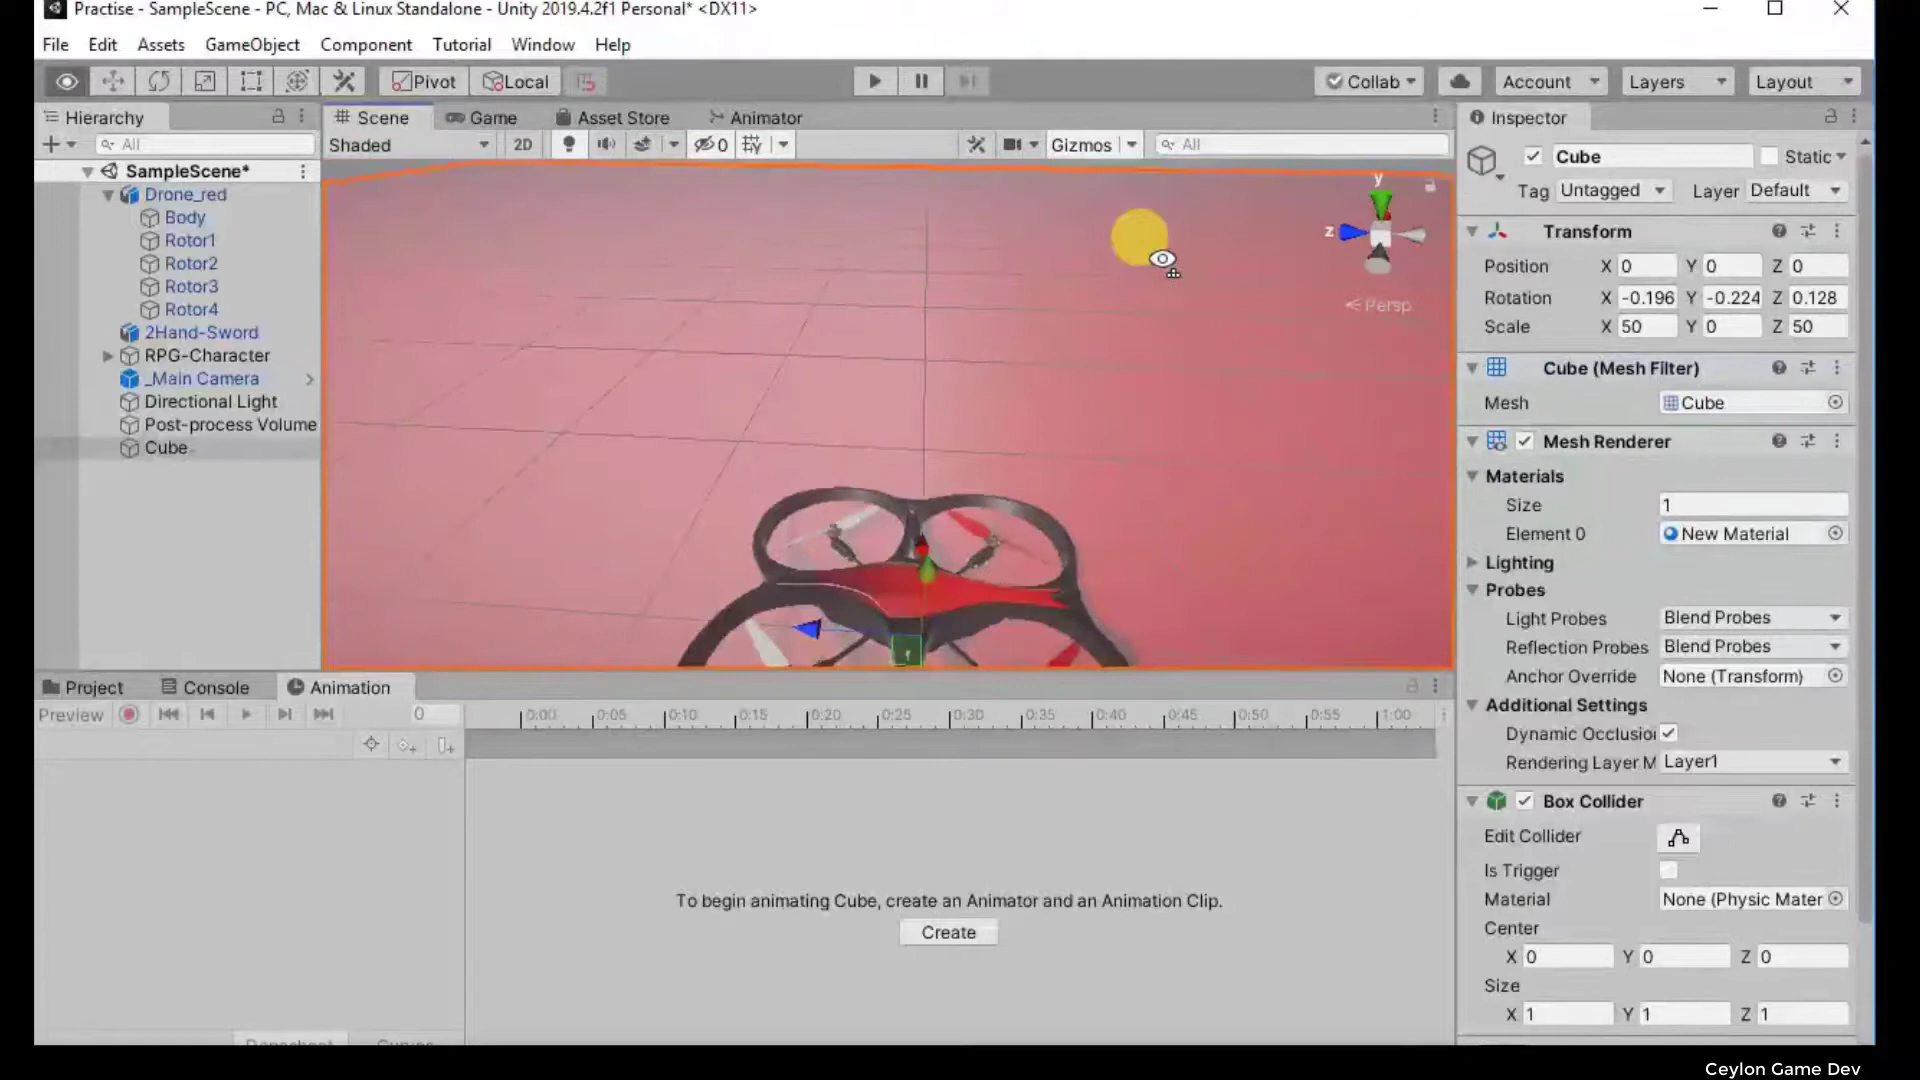 Practise - SampleScene - PC, Mac & Linux Standalone - Unity 2019.4.2f1 Personal* <DX11>
File Edit Assets GameObject Component Tutorial Window Help
Pivot Local Collab Account Layers Layout
Hierarchy
All
SampleScene*
Drone_red
Body
Rotor1
Rotor2
Rotor3
Rotor4
2Hand-Sword
RPG-Character
_Main Camera
Directional Light
Post-process Volume
Cube
Scene Game Asset Store Animator
Shaded 2D 0 Gizmos All
y
z
Persp
Project Console Animation
Preview 0 0:00 0:05 0:10 0:15 0:20 0:25 0:30 0:35 0:40 0:45 0:50 0:55 1:00
To begin animating Cube, create an Animator and an Animation Clip.
Create
Inspector
Cube Static
Tag Untagged Layer Default
Transform
Position X 0 Y 0 Z 0
Rotation X -0.196 Y -0.224 Z 0.128
Scale X 50 Y 0 Z 50
Cube (Mesh Filter)
Mesh Cube
Mesh Renderer
Materials
Size 1
Element 0 New Material
Lighting
Probes
Light Probes Blend Probes
Reflection Probes Blend Probes
Anchor Override None (Transform)
Additional Settings
Dynamic Occlusio
Rendering Layer M Layer1
Box Collider
Edit Collider
Is Trigger
Material None (Physic Mater
Center
X 0 Y 0 Z 0
Size
X 1 Y 1 Z 1
Ceylon Game Dev